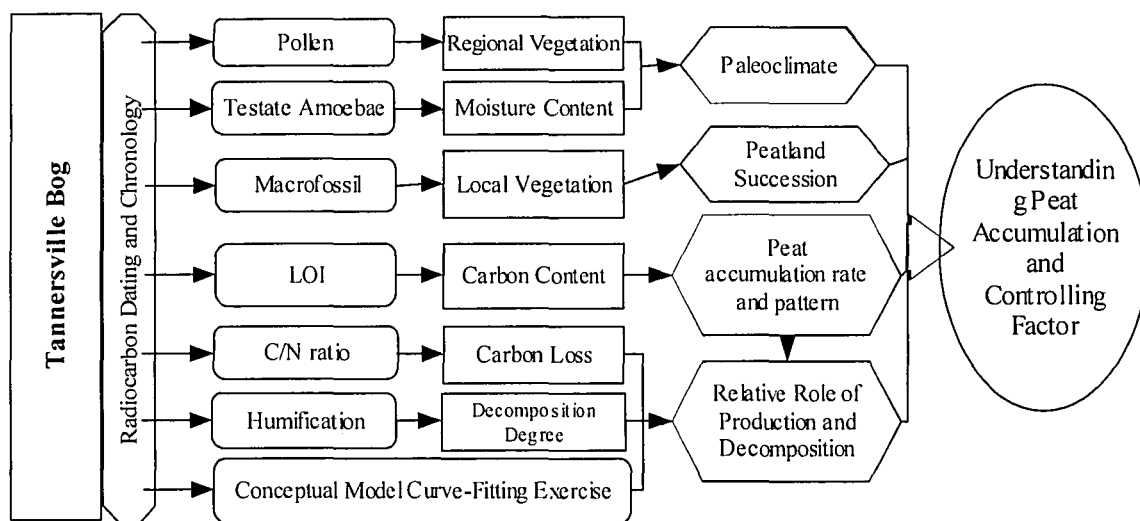 Tannersville Bog
Radiocarbon Dating and Chronology
Pollen
Regional Vegetation
Testate Amoebae
Moisture Content
Paleoclimate
Macrofossil
Local Vegetation
Peatland
Succession
LOI
Carbon Content
Peat
accumulation rate
and pattern
C/N ratio
Carbon Loss
Humification
Decomposition
Degree
Relative Role of
Production and
Decomposition
Conceptual Model Curve-Fitting Exercise
Understandin
g Peat
Accumulation
and
Controlling
Factor